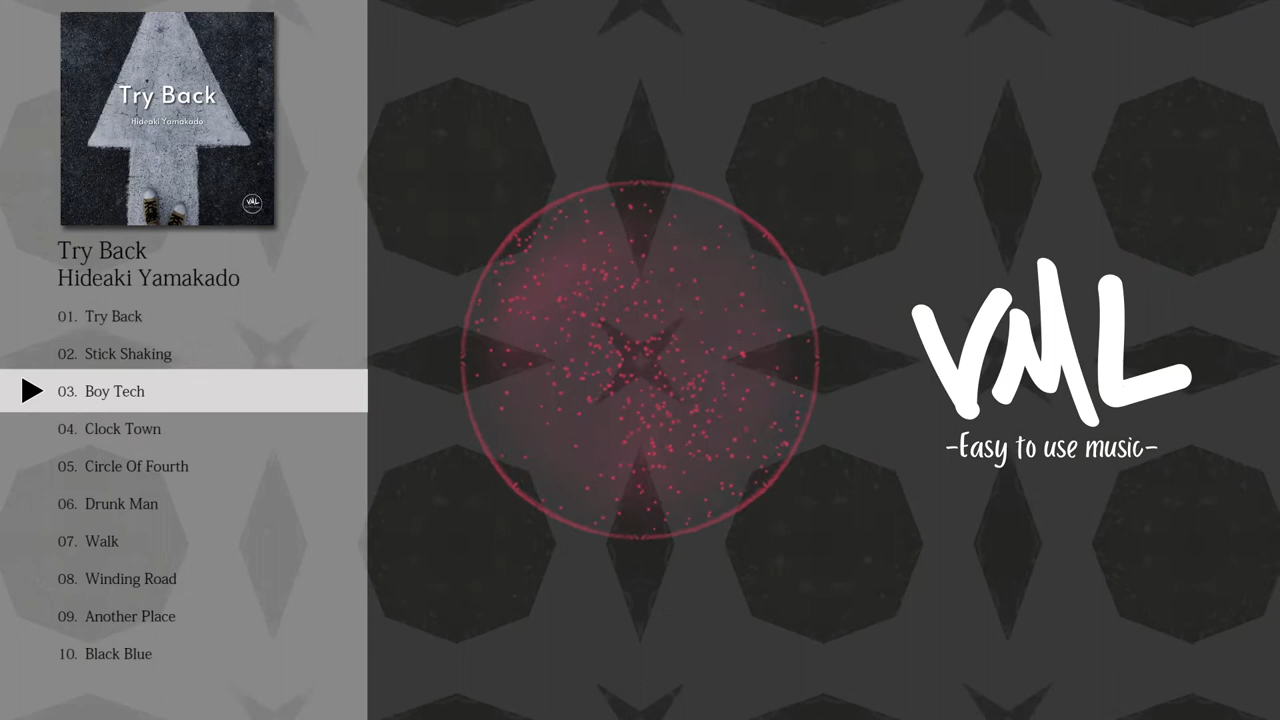 Try Back
Hideaki Yamakado
VML
Try Back
Hideaki Yamakado
01. Try Back
02. Stick Shaking
03. Boy Tech
04. Clock Town
05. Circle Of Fourth
06. Drunk Man
07. Walk
08. Winding Road
09. Another Place
10. Black Blue
VML
-Easy to use music-